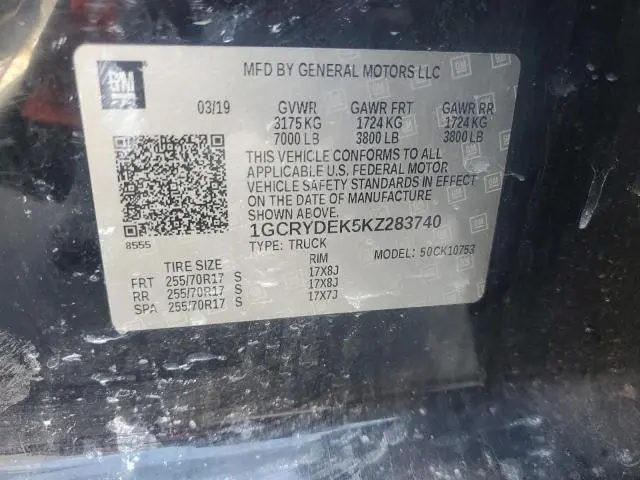 GM
MFD BY GENERAL MOTORS LLC
03/19 GVWR GAWR FRT GAWR RR
3175 KG 1724 KG 1724 KG
7000 LB 3800 LB 3800 LB
THIS VEHICLE CONFORMS TO ALL
APPLICABLE U.S. FEDERAL MOTOR
VEHICLE SAFETY STANDARDS IN EFFECT
ON THE DATE OF MANUFACTURE
SHOWN ABOVE.
8555
1GCRYDEK5KZ283740
TYPE: TRUCK MODEL: 50CK10753
TIRE SIZE RIM
FRT 255/70R17 S 17X8J
RR 255/70R17 S 17X8J
SPA 255/70R17 S 17X7J